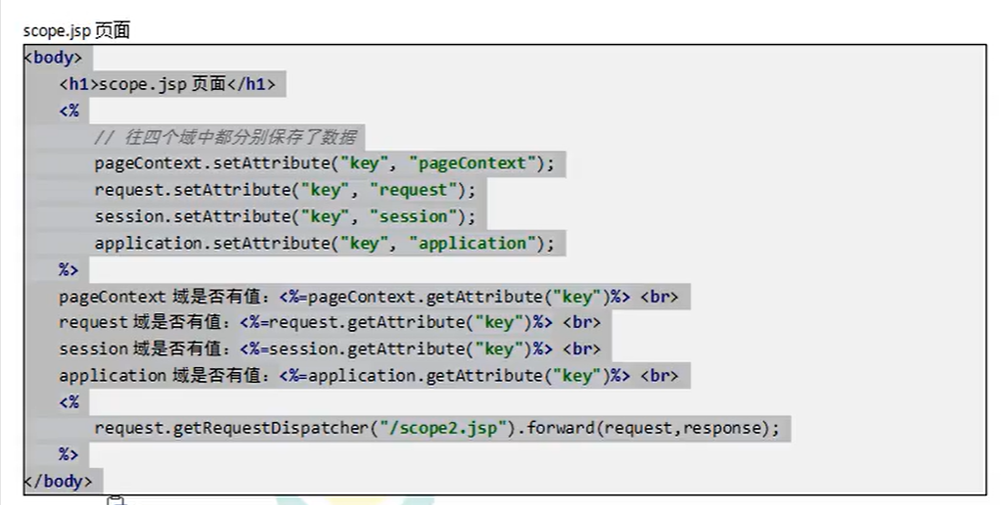 scope.jsp 页面
<body>
<h1>scope.jsp 页面</h1>
<%
// 往四个域中都分别保存了数据
pageContext.setAttribute("key", "pageContext");
request.setAttribute("key", "request");
session.setAttribute("key", "session");
application.setAttribute("key", "application");
%>
pageContext 域是否有值：<%=pageContext.getAttribute("key")%> <br>
request 域是否有值：<%=request.getAttribute("key")%> <br>
session 域是否有值：<%=session.getAttribute("key")%> <br>
application 域是否有值：<%=application.getAttribute("key")%> <br>
<%
request.getRequestDispatcher("/scope2.jsp").forward(request,response);
%>
</body>